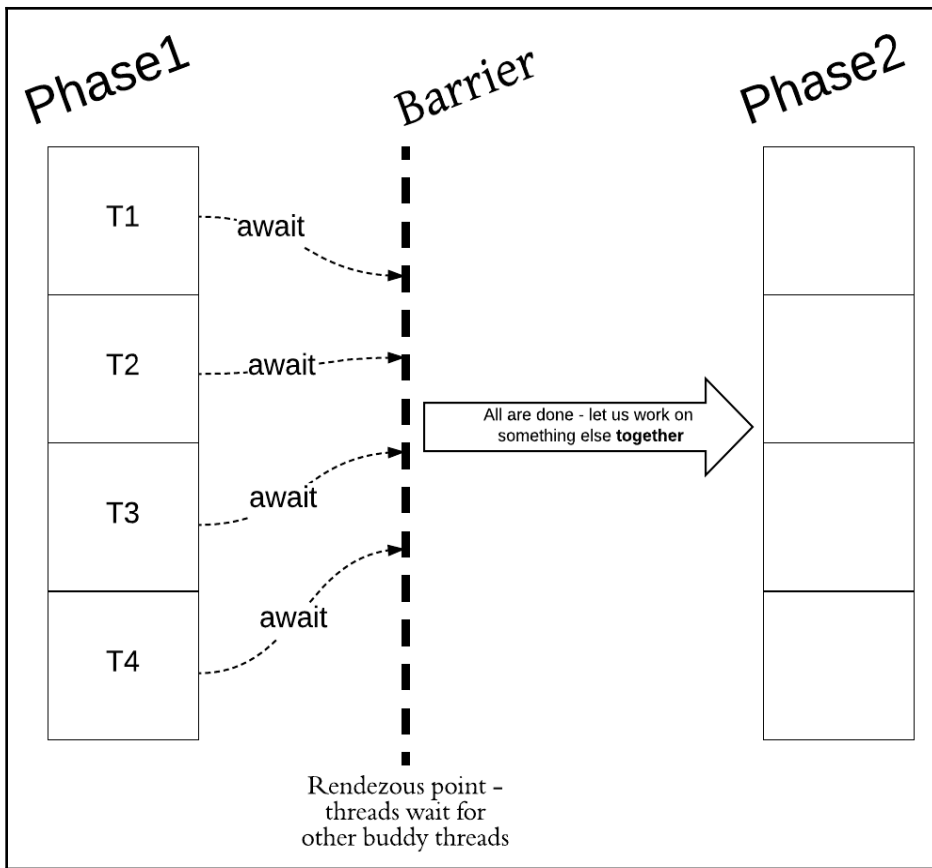 Phase1
Barrier
Phase2
T1
await
T2
await
All are done - let us work on
something else together
T3
await
T4
await
Rendezous point -
threads wait for
other buddy threads